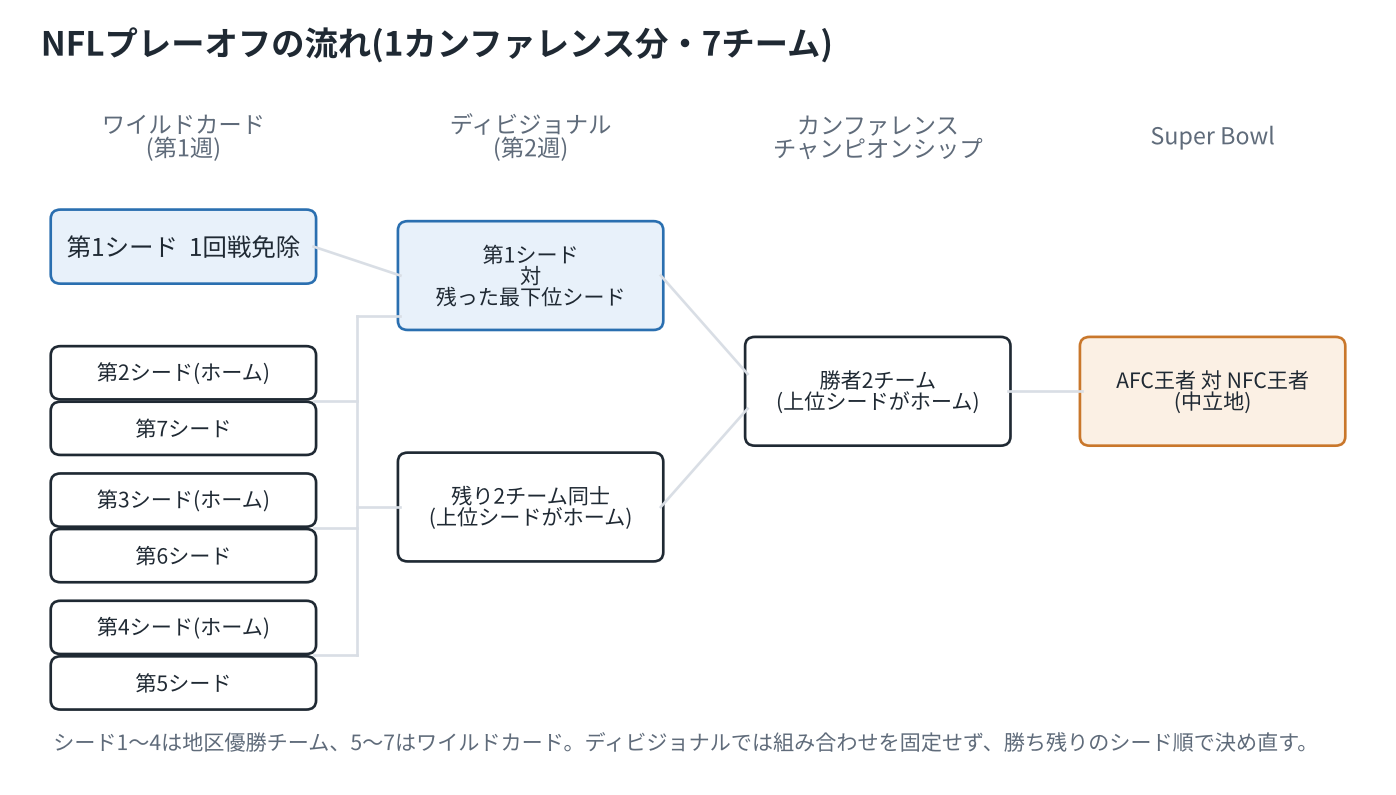 NFLプレーオフの流れ(1カンファレンス分・7チーム)
ワイルドカード
(第1週)
ディビジョナル
(第2週)
カンファレンス
チャンピオンシップ
Super Bowl
第1シード 1回戦免除
第2シード(ホーム)
第7シード
第3シード(ホーム)
第6シード
第4シード(ホーム)
第5シード
第1シード
対
残った最下位シード
残り2チーム同士
(上位シードがホーム)
勝者2チーム
(上位シードがホーム)
AFC王者 対 NFC王者
(中立地)
シード1〜4は地区優勝チーム、5〜7はワイルドカード。ディビジョナルでは組み合わせを固定せず、勝ち残りのシード順で決め直す。